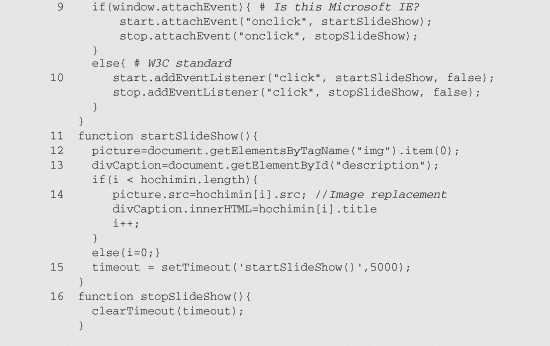 9 if(window.attachEvent){ # Is this Microsoft IE?
start.attachEvent("onclick", startSlideShow);
stop.attachEvent("onclick", stopSlideShow);
}
else{ # W3C standard
10 start.addEventListener("click", startSlideShow, false);
stop.addEventListener("click", stopSlideShow, false);
}
}
11 function startSlideShow(){
12 picture=document.getElementsByTagName("img").item(0);
13 divCaption=document.getElementById("description");
if(i < hochimin.length){
14 picture.src=hochimin[i].src; //Image replacement
divCaption.innerHTML=hochimin[i].title
i++;
}
else{i=0;}
15 timeout = setTimeout('startSlideShow()',5000);
}
16 function stopSlideShow(){
clearTimeout(timeout);
}